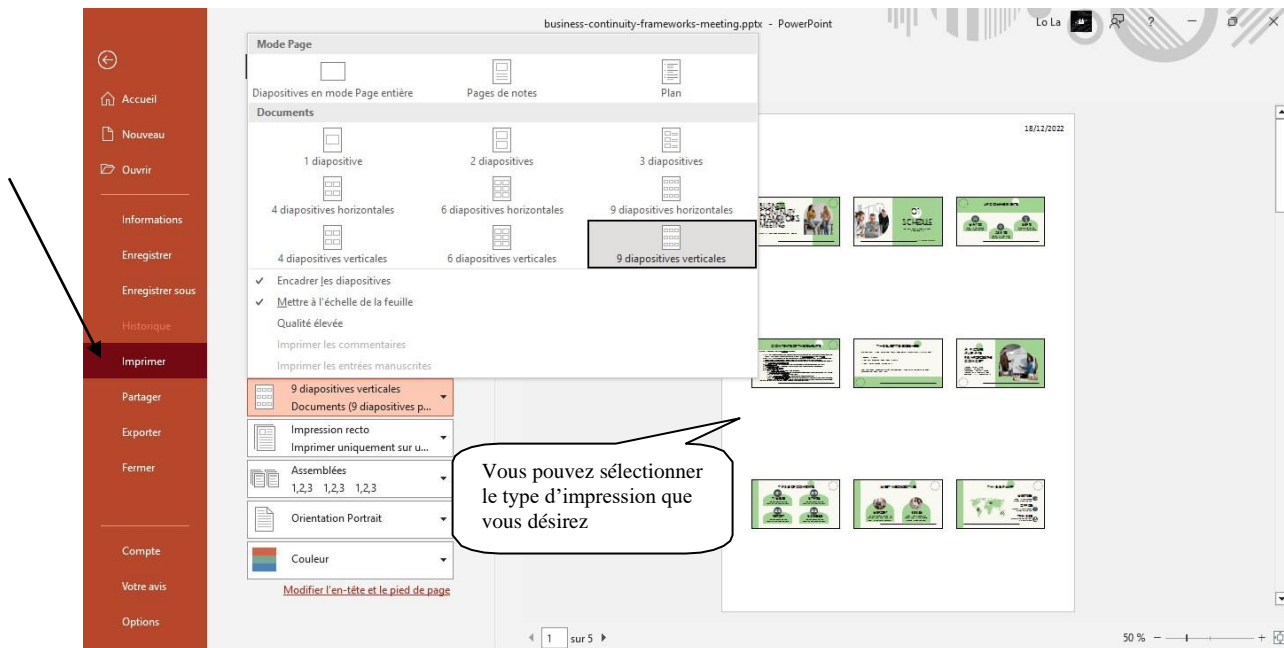 business-continuity-frameworks-meeting.pptx - PowerPoint
Lo La
?
Accueil
Nouveau
Ouvrir
Informations
Enregistrer
Enregistrer sous
Historique
Imprimer
Partager
Exporter
Fermer
Compte
Votre avis
Options
Mode Page
Diapositives en mode Page entière
Pages de notes
Plan
Documents
1 diapositive
2 diapositives
3 diapositives
4 diapositives horizontales
6 diapositives horizontales
9 diapositives horizontales
4 diapositives verticales
6 diapositives verticales
9 diapositives verticales
Encadrer les diapositives
Mettre à l'échelle de la feuille
Qualité élevée
Imprimer les commentaires
Imprimer les entrées manuscrites
9 diapositives verticales
Documents (9 diapositives p...
Impression recto
Imprimer uniquement sur u...
Assemblées
1,2,3 1,2,3 1,2,3
Orientation Portrait
Couleur
Modifier l'en-tête et le pied de page
Vous pouvez sélectionner
le type d'impression que
vous désirez
18/12/2022
01
SCHEDULE
1 sur 5
50 %